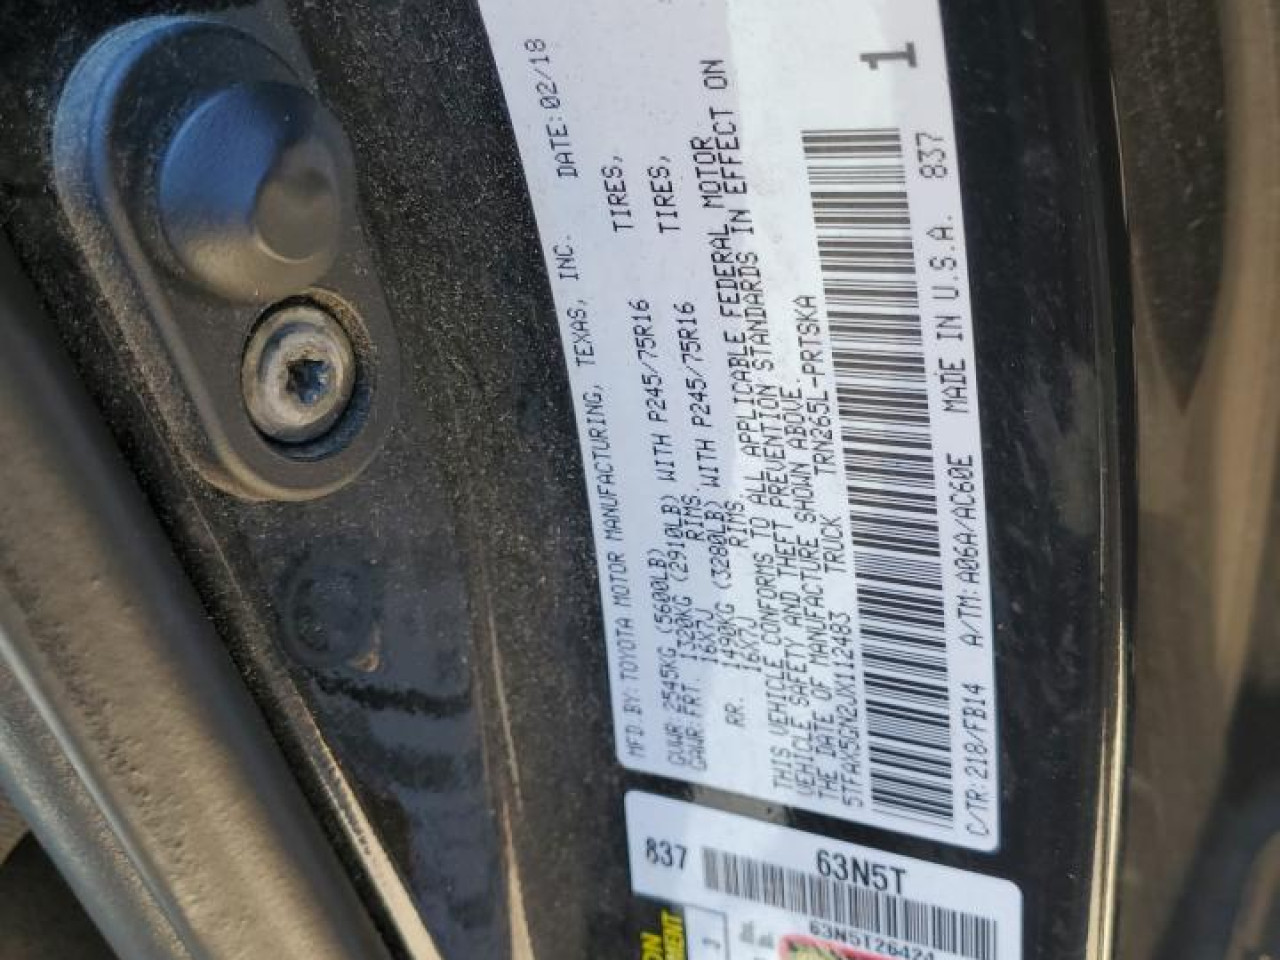 MFD. BY: TOYOTA MOTOR MANUFACTURING, TEXAS, INC. DATE: 02/18
GVWR 2545KG (5600LB)
GAWR FRT. 1320KG (2910LB) WITH P245/75R16 TIRES,
16X7J RIMS,
RR. 1490KG (3280LB) WITH P245/75R16 TIRES,
16X7J RIMS,
THIS VEHICLE CONFORMS TO ALL APPLICABLE FEDERAL MOTOR
VEHICLE SAFETY AND THEFT PREVENTION STANDARDS IN EFFECT ON
THE DATE OF MANUFACTURE SHOWN ABOVE.
5TFAX5GN2JX112483 TRUCK TRN265L-PRTSKA
1
C/TR: 218/FB14 A/TM: A06A/AC60E MADE IN U.S.A. 837
837 63N5T
63N5T26424